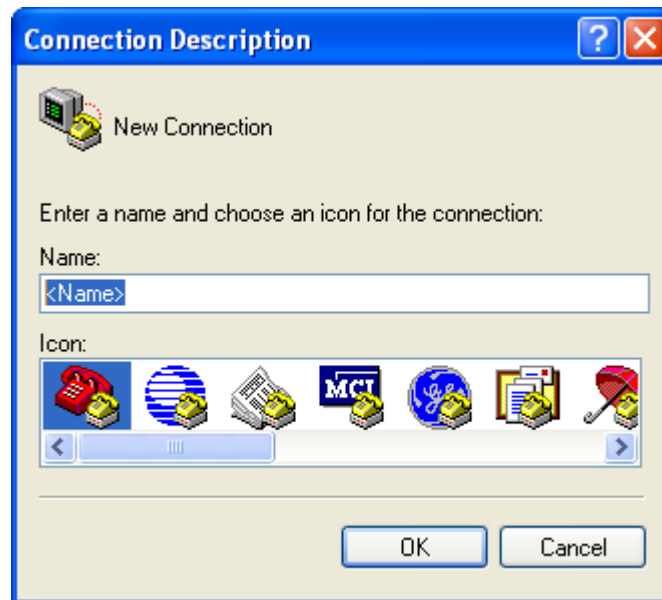 Connection Description
New Connection
Enter a name and choose an icon for the connection:
Name:
<Name>
Icon:
MCI
OK
Cancel